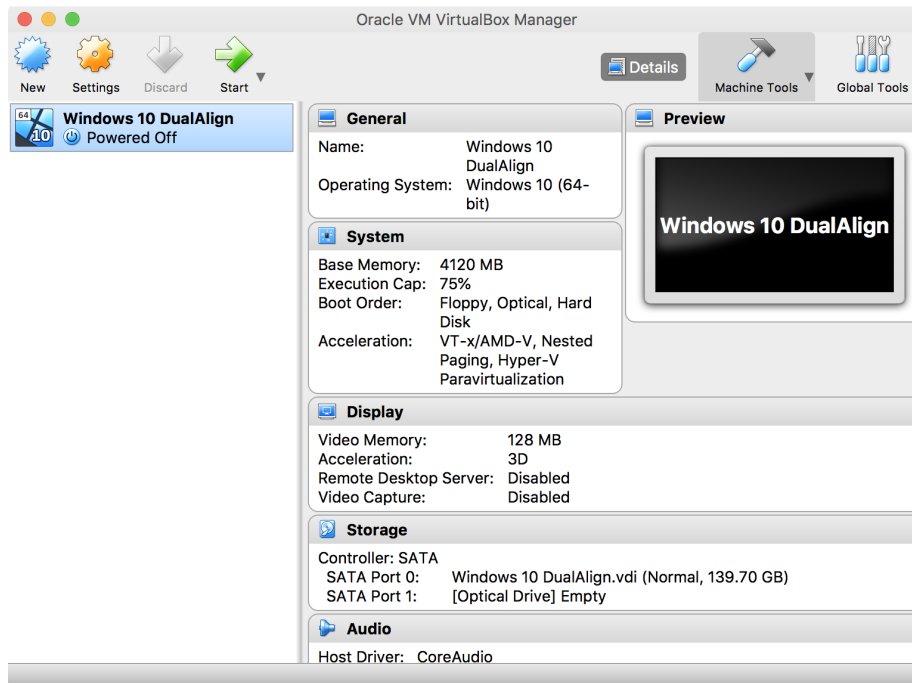 Oracle VM VirtualBox Manager
New
Settings
Discard
Start
Details
Machine Tools
Global Tools
64
10
Windows 10 DualAlign
Powered Off
General
Name: Windows 10
DualAlign
Operating System: Windows 10 (64-
bit)
System
Base Memory: 4120 MB
Execution Cap: 75%
Boot Order: Floppy, Optical, Hard
Disk
Acceleration: VT-x/AMD-V, Nested
Paging, Hyper-V
Paravirtualization
Preview
Windows 10 DualAlign
Display
Video Memory: 128 MB
Acceleration: 3D
Remote Desktop Server: Disabled
Video Capture: Disabled
Storage
Controller: SATA
SATA Port 0: Windows 10 DualAlign.vdi (Normal, 139.70 GB)
SATA Port 1: [Optical Drive] Empty
Audio
Host Driver: CoreAudio